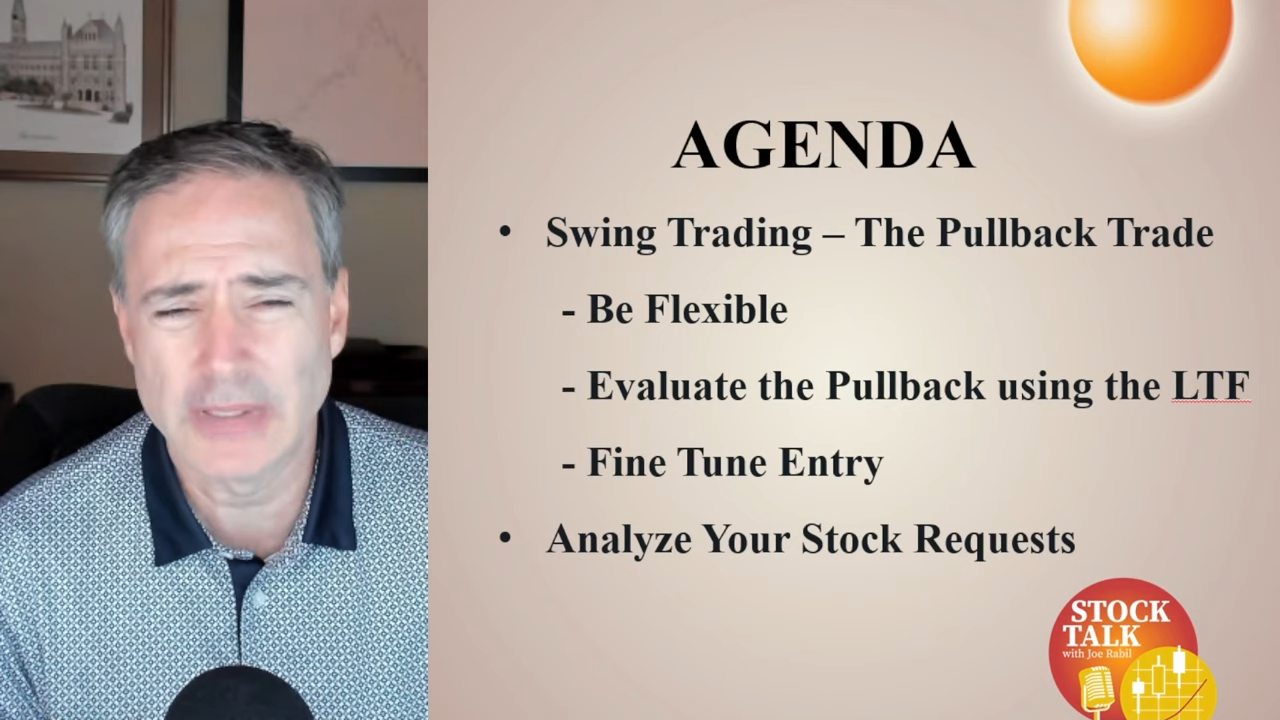 AGENDA
• Swing Trading – The Pullback Trade
- Be Flexible
- Evaluate the Pullback using the LTF
- Fine Tune Entry
• Analyze Your Stock Requests
STOCK
TALK
with Joe Rabil